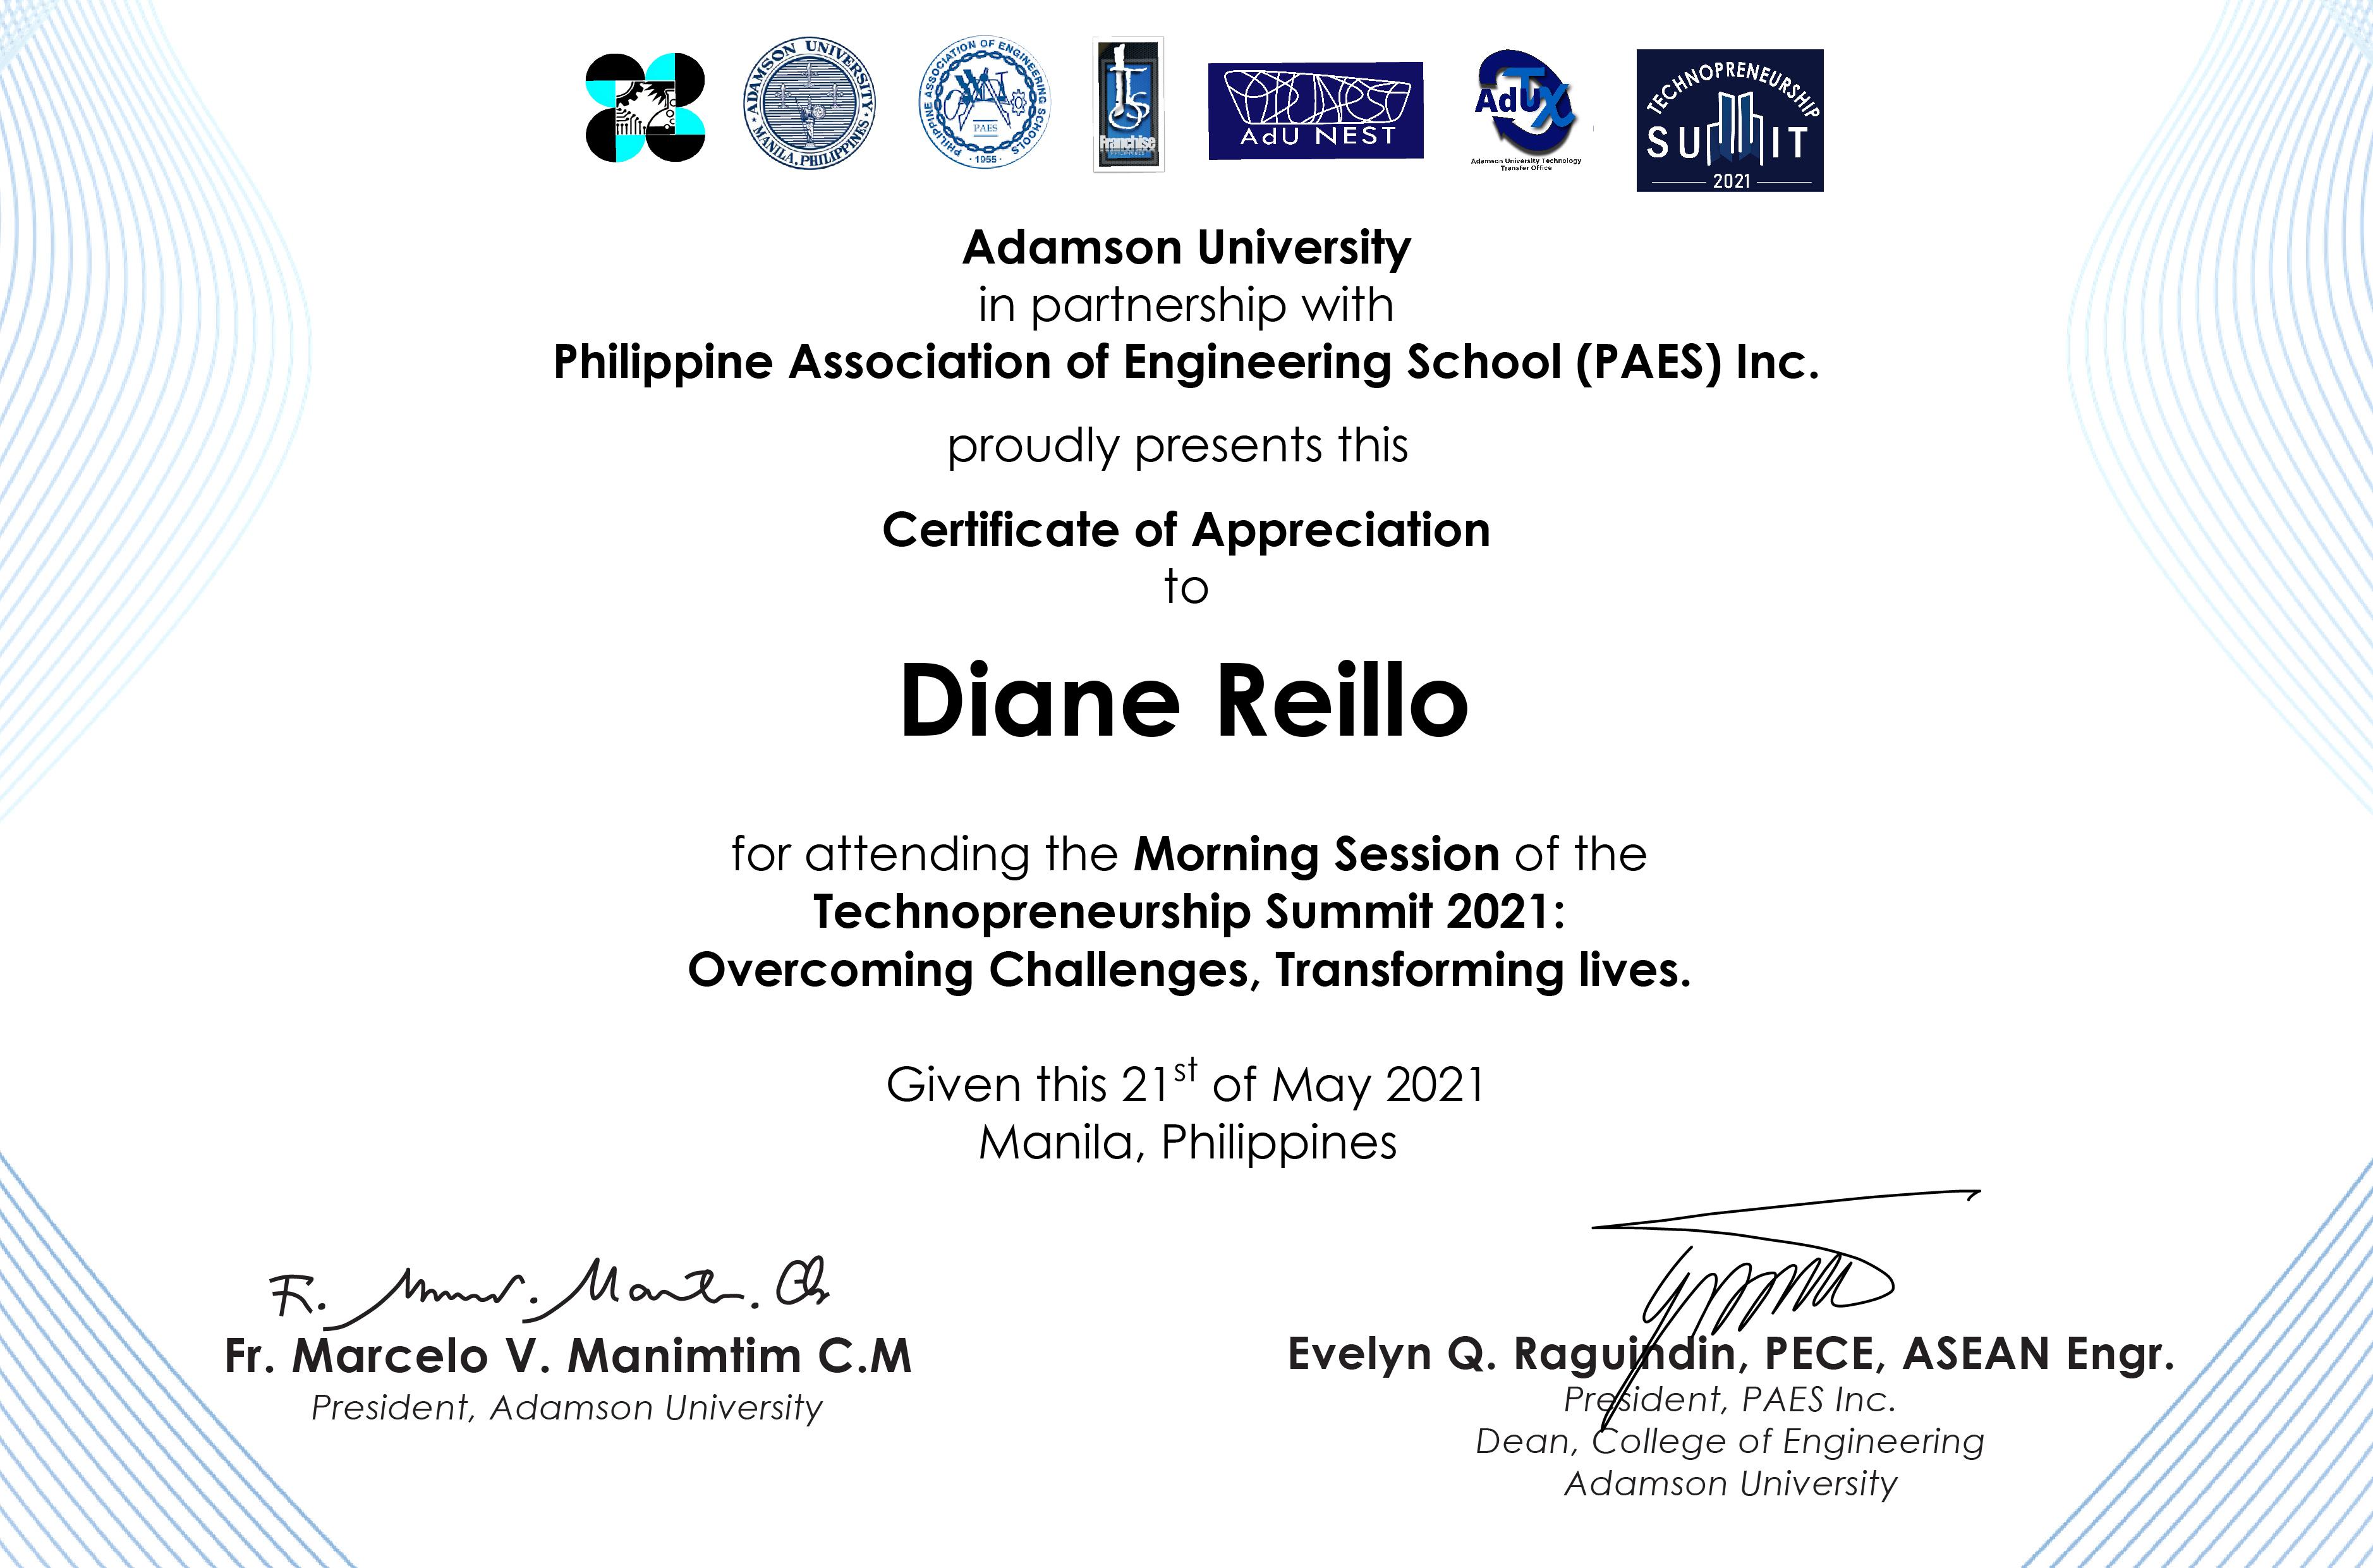 ADAMSON UNIVERSITY
MANILA, PHILIPPINES
PHILIPPINE ASSOCIATION OF ENGINEERING SCHOOLS
PAES
1955
Franchise
AdU NEST
AdUTX
Adamson University Technology
Transfer Office
TECHNOPRENEURSHIP
SUMMIT
2021
Adamson University
in partnership with
Philippine Association of Engineering School (PAES) Inc.
proudly presents this
Certificate of Appreciation
to
Diane Reillo
for attending the Morning Session of the
Technopreneurship Summit 2021:
Overcoming Challenges, Transforming lives.
Given this 21st of May 2021
Manila, Philippines
Fr. Marcelo V. Manimtim C.M
President, Adamson University
Evelyn Q. Raguindin, PECE, ASEAN Engr.
President, PAES Inc.
Dean, College of Engineering
Adamson University